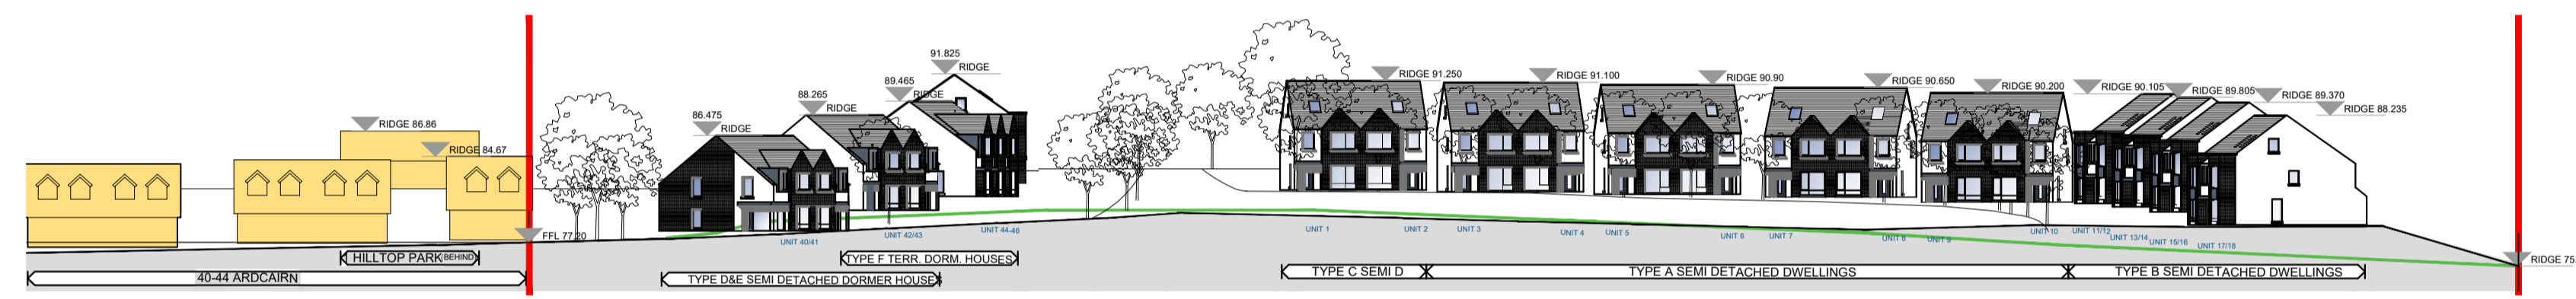 91.825
RIDGE
RIDGE 91.250
RIDGE 91.100
RIDGE 90.90
RIDGE 90.650
RIDGE 90.200
RIDGE 90.105
RIDGE 89.805
RIDGE 89.370
RIDGE 88.235
89.465
RIDGE
88.265
RIDGE
86.475
RIDGE
RIDGE 86.86
RIDGE 84.67
FFL 77.20
UNIT 40/41
UNIT 42/43
UNIT 44-46
UNIT 1
UNIT 2
UNIT 3
UNIT 4
UNIT 5
UNIT 6
UNIT 7
UNIT 8
UNIT 9
UNIT 10
UNIT 11/12
UNIT 13/14
UNIT 15/16
UNIT 17/18
HILLTOP PARK (BEHIND)
TYPE F TERR. DORM. HOUSES
RIDGE 75
40-44 ARDCAIRN
TYPE D&E SEMI DETACHED DORMER HOUSES
TYPE C SEMI D
TYPE A SEMI DETACHED DWELLINGS
TYPE B SEMI DETACHED DWELLINGS